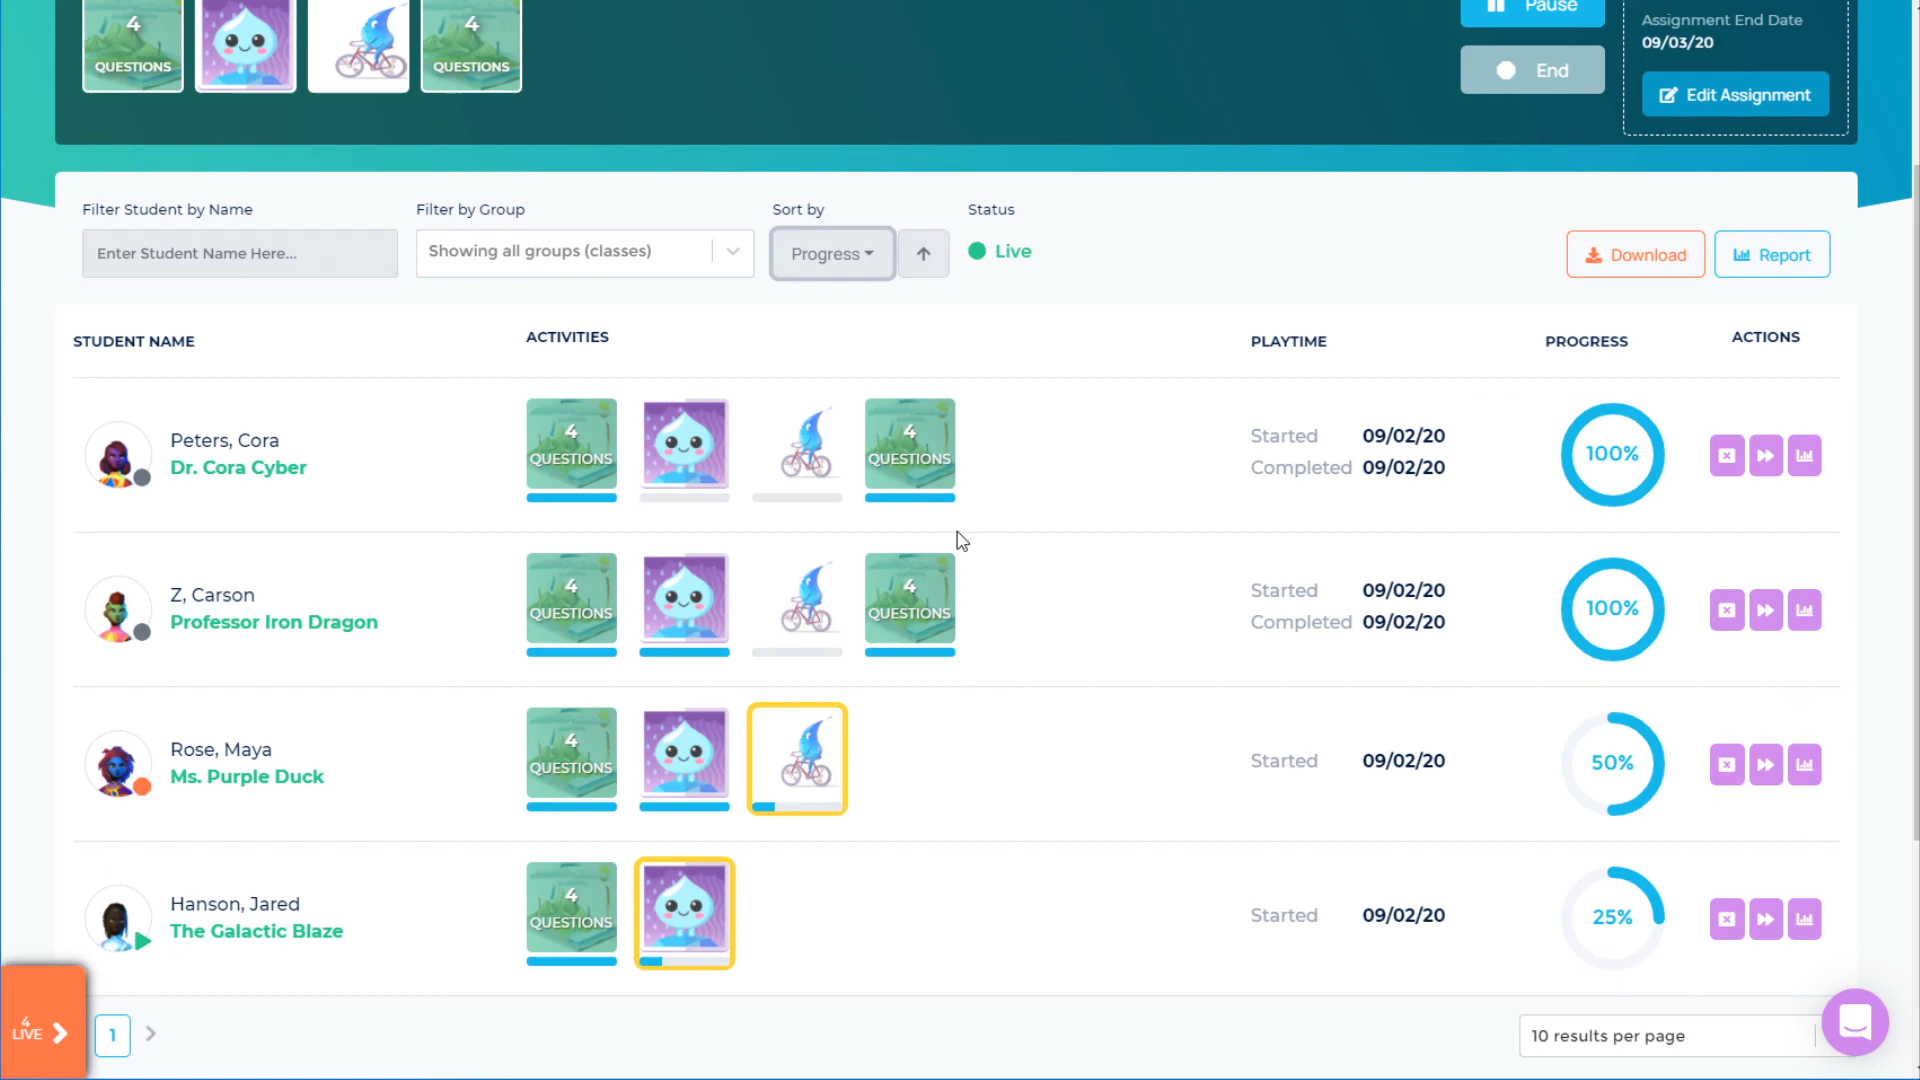 4
QUESTIONS
4
QUESTIONS
Pause
End
Assignment End Date
09/03/20
Edit Assignment
Filter Student by Name
Enter Student Name Here...
Filter by Group
Showing all groups (classes)
Sort by
Progress
Status
Live
Download
Report
STUDENT NAME
ACTIVITIES
PLAYTIME
PROGRESS
ACTIONS
Peters, Cora
Dr. Cora Cyber
4
QUESTIONS
4
QUESTIONS
Started 09/02/20
Completed 09/02/20
100%
Z, Carson
Professor Iron Dragon
4
QUESTIONS
4
QUESTIONS
Started 09/02/20
Completed 09/02/20
100%
Rose, Maya
Ms. Purple Duck
4
QUESTIONS
Started 09/02/20
50%
Hanson, Jared
The Galactic Blaze
4
QUESTIONS
Started 09/02/20
25%
4
LIVE
1
10 results per page